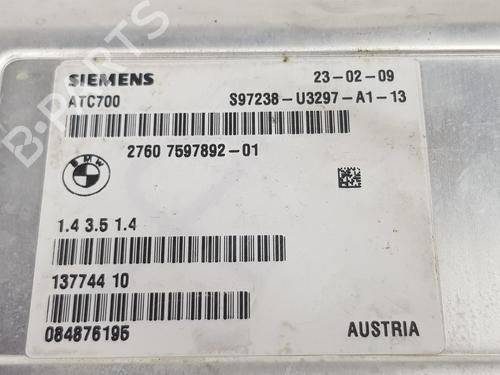 SIEMENS 23-02-09
ATC700 S97238-U3297-A1-13
BMW 2760 7597892-01
1.4 3.5 1.4
137744 10
084876195 AUSTRIA
B-PARTS